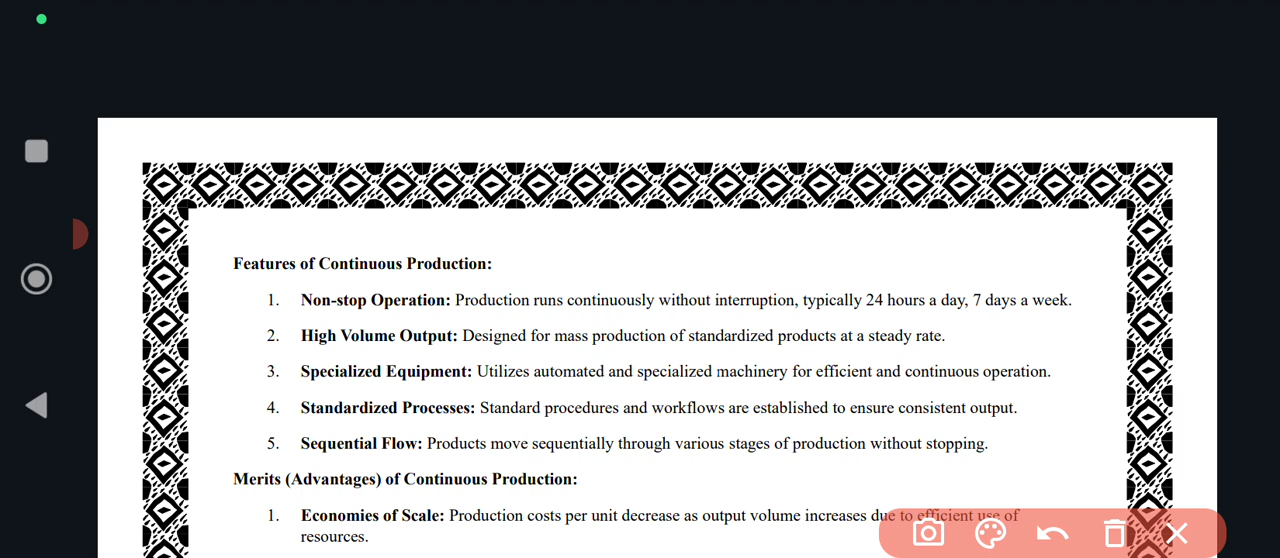 Features of Continuous Production:
1. Non-stop Operation: Production runs continuously without interruption, typically 24 hours a day, 7 days a week.
2. High Volume Output: Designed for mass production of standardized products at a steady rate.
3. Specialized Equipment: Utilizes automated and specialized machinery for efficient and continuous operation.
4. Standardized Processes: Standard procedures and workflows are established to ensure consistent output.
5. Sequential Flow: Products move sequentially through various stages of production without stopping.
Merits (Advantages) of Continuous Production:
1. Economies of Scale: Production costs per unit decrease as output volume increases due to efficient use of
resources.